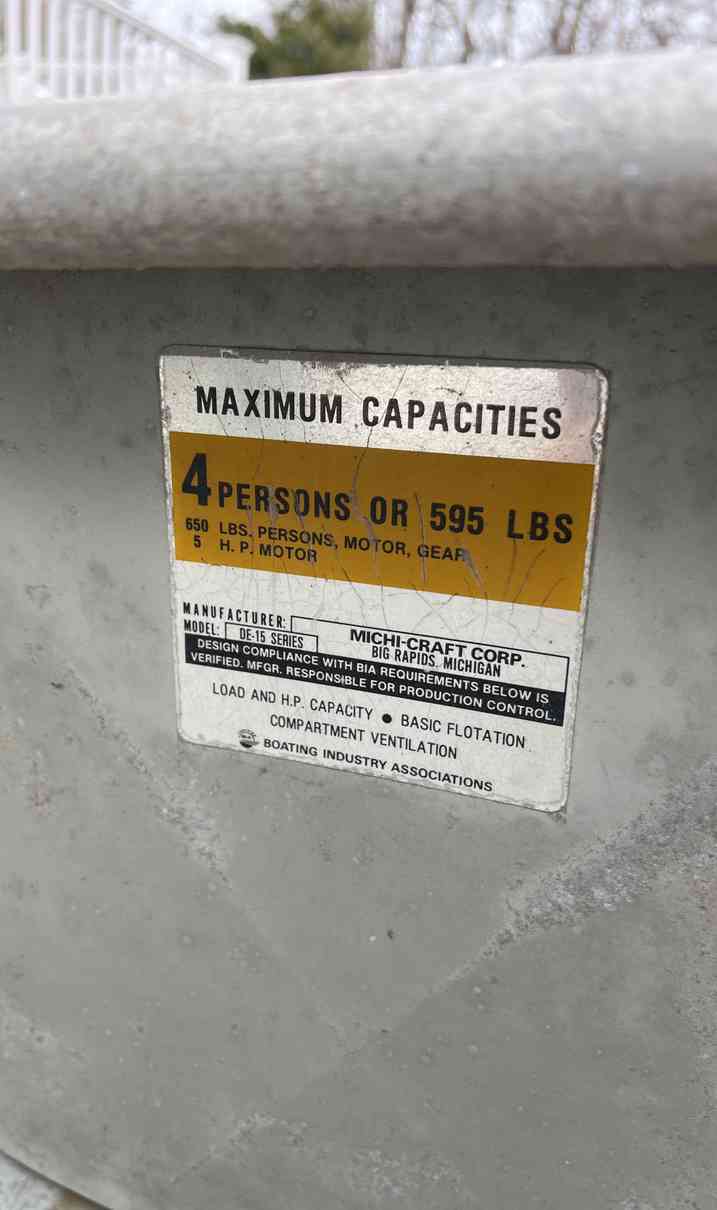 MAXIMUM CAPACITIES
4 PERSONS OR 595 LBS
650 LBS. PERSONS, MOTOR, GEAR
5 H. P. MOTOR
MANUFACTURER: MICHI-CRAFT CORP.
BIG RAPIDS, MICHIGAN
MODEL: DE-15 SERIES
DESIGN COMPLIANCE WITH BIA REQUIREMENTS BELOW IS
VERIFIED. MFGR. RESPONSIBLE FOR PRODUCTION CONTROL.
LOAD AND H.P. CAPACITY ● BASIC FLOTATION
COMPARTMENT VENTILATION
BOATING INDUSTRY ASSOCIATIONS